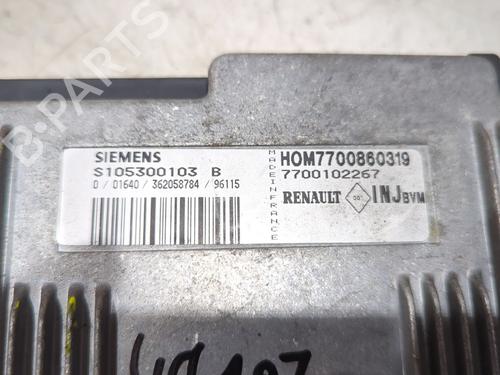 B-PARTS
SIEMENS
S105300103 B
D / 01640 / 362058784 / 96115
MADE IN FRANCE
HOM7700860319
7700102267
RENAULT INJ BVM